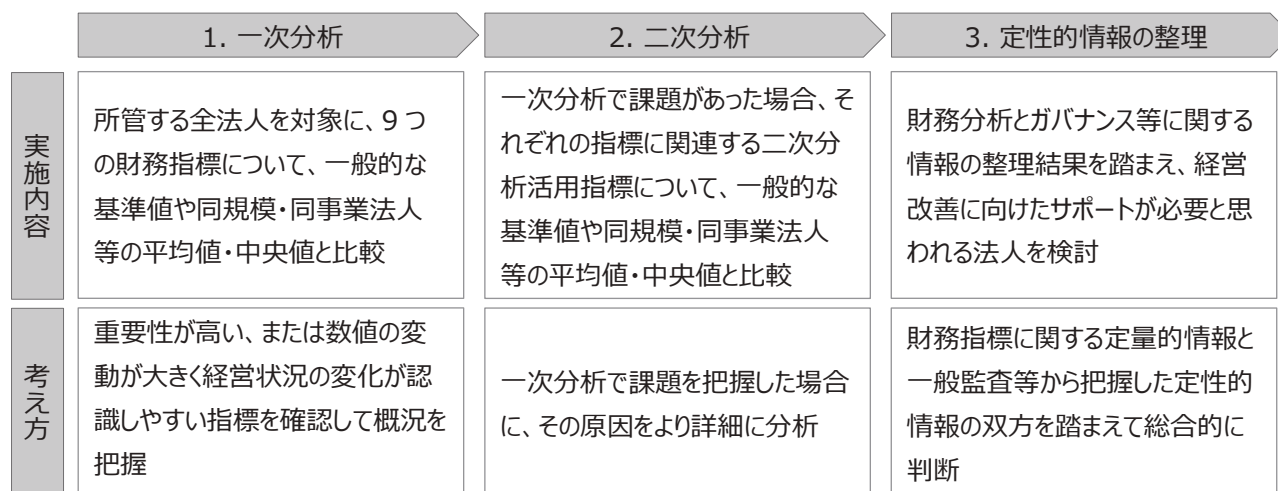 1. 一次分析
2. 二次分析
3. 定性的情報の整理
実施内容
所管する全法人を対象に、9つ
の財務指標について、一般的な
基準値や同規模・同事業法人
等の平均値・中央値と比較
一次分析で課題があった場合、そ
れぞれの指標に関連する二次分
析活用指標について、一般的な
基準値や同規模・同事業法人
等の平均値・中央値と比較
財務分析とガバナンス等に関する
情報の整理結果を踏まえ、経営
改善に向けたサポートが必要と思
われる法人を検討
考え方
重要性が高い、または数値の変
動が大きく経営状況の変化が認
識しやすい指標を確認して概況を
把握
一次分析で課題を把握した場合
に、その原因をより詳細に分析
財務指標に関する定量的情報と
一般監査等から把握した定性的
情報の双方を踏まえて総合的に
判断